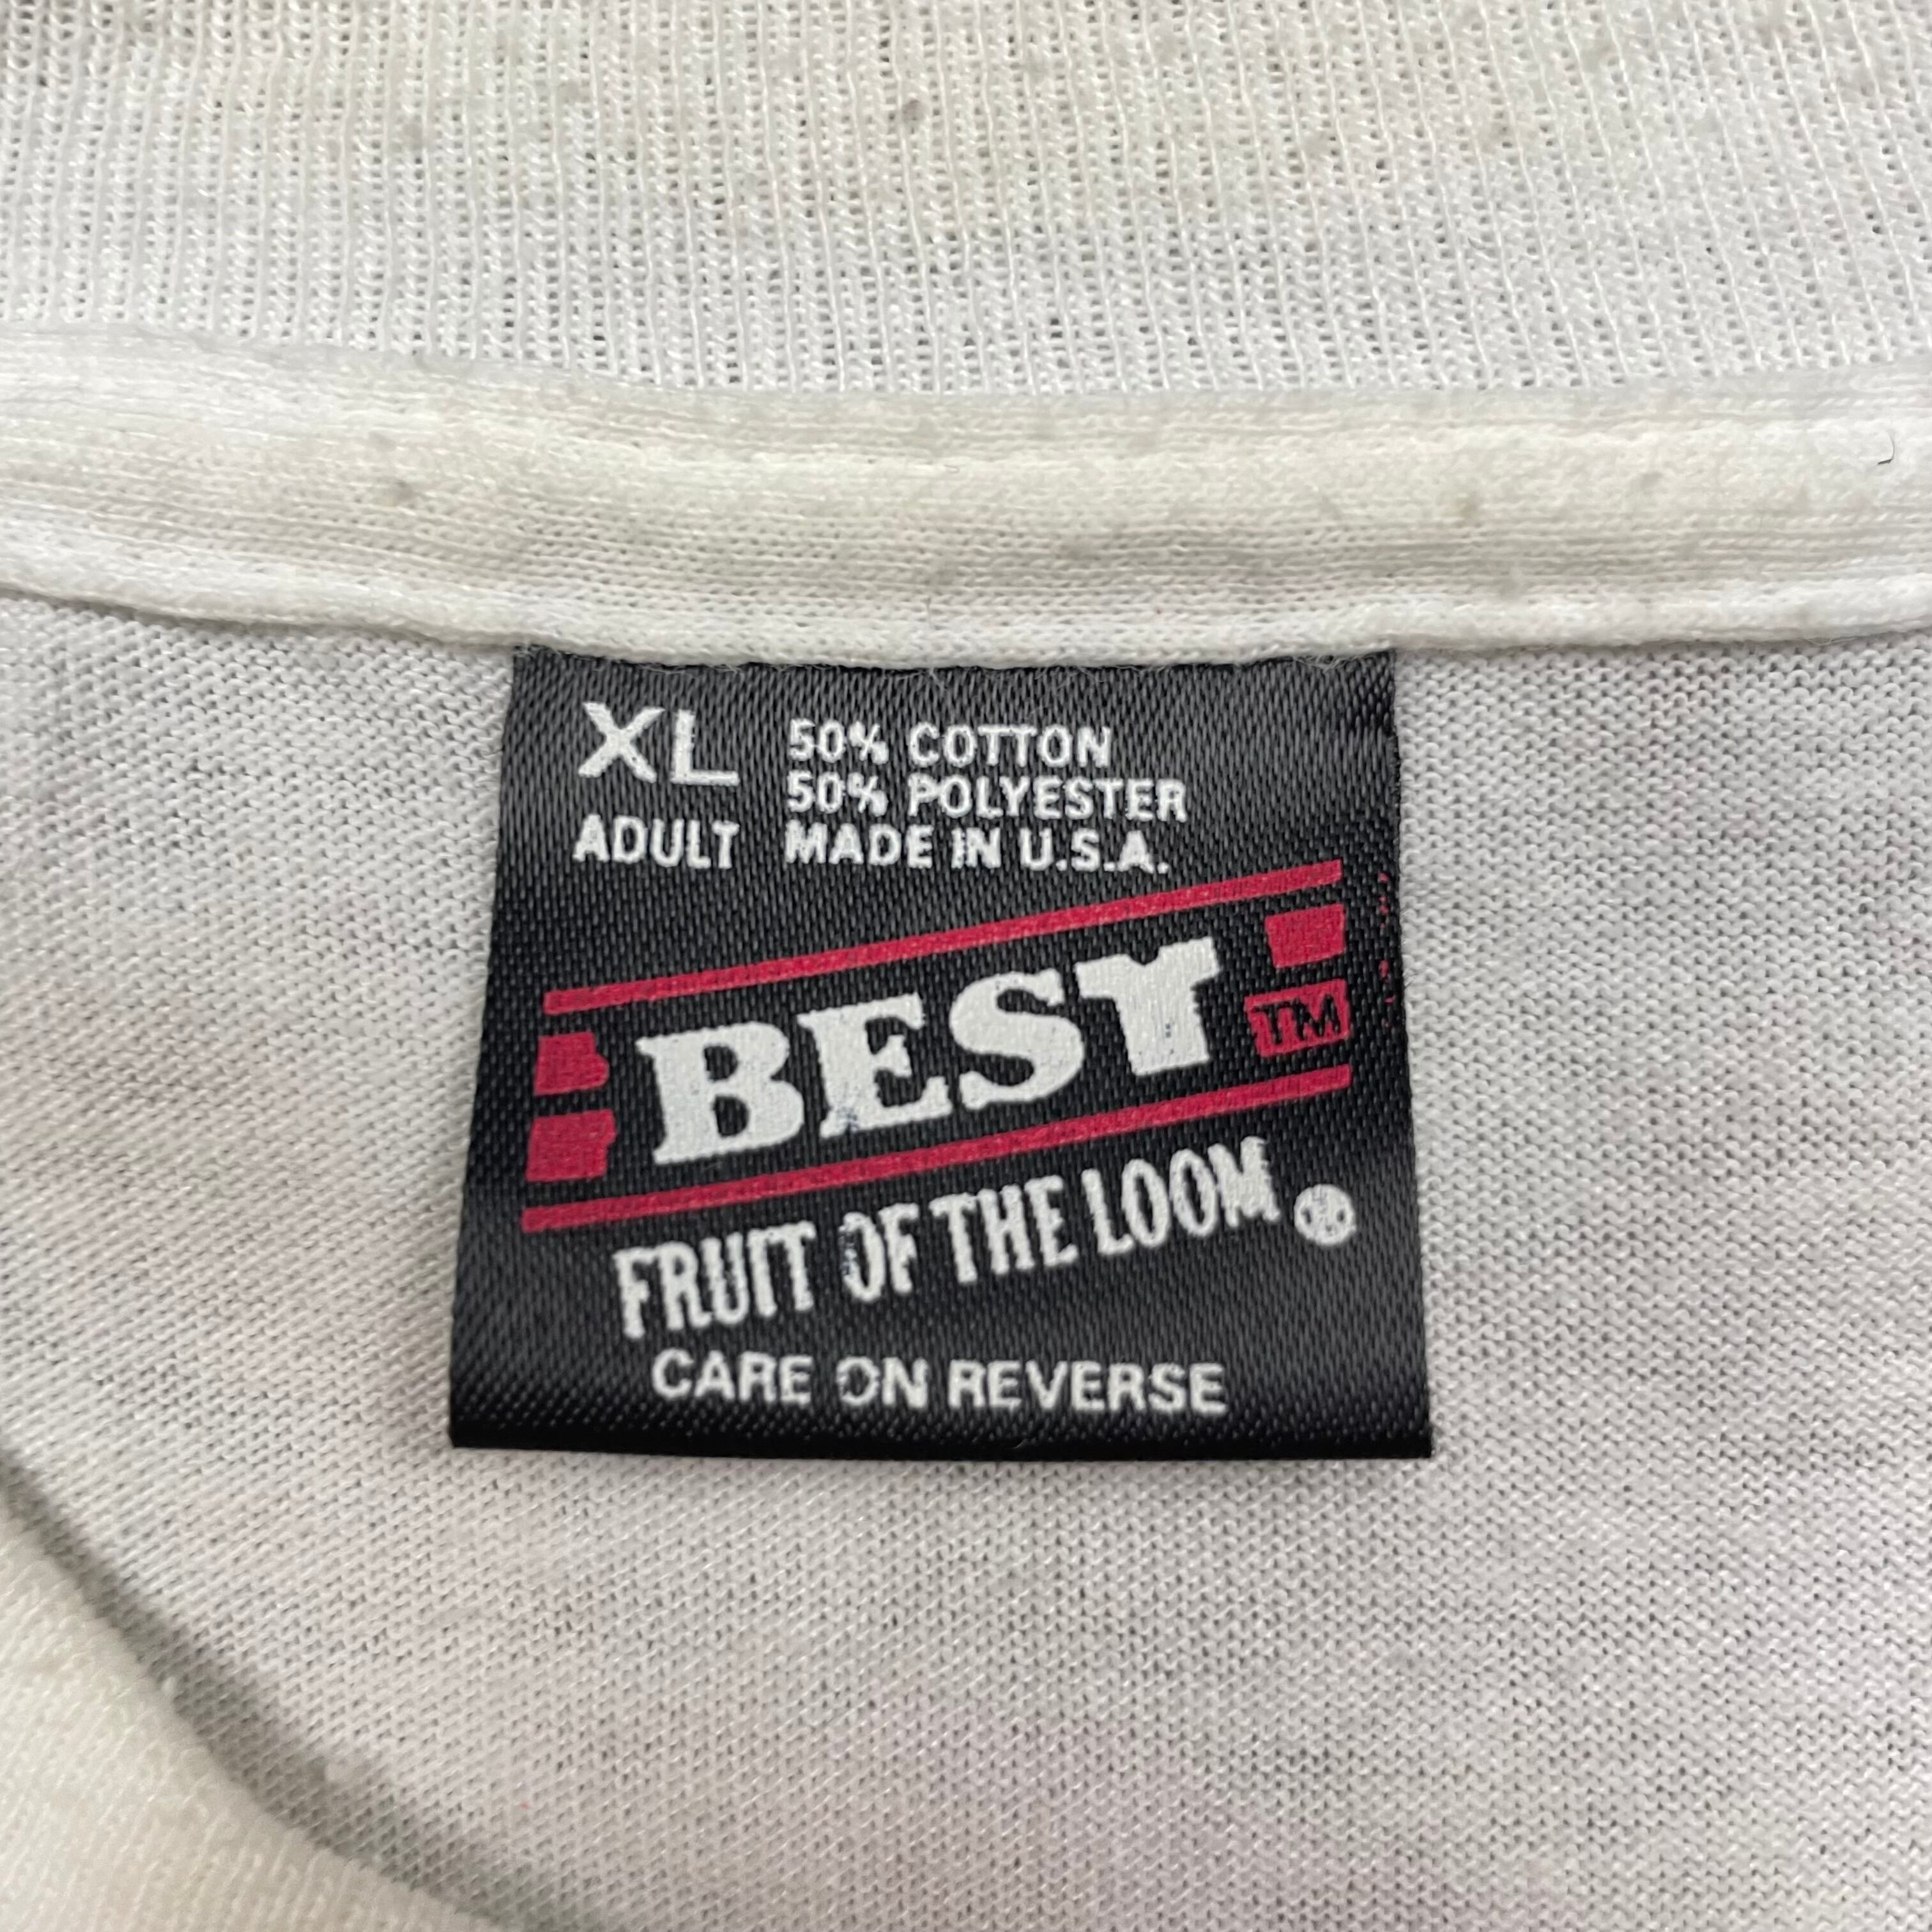 XL
ADULT
50% COTTON
50% POLYESTER
MADE IN U.S.A.
BEST TM
FRUIT OF THE LOOM
CARE ON REVERSE